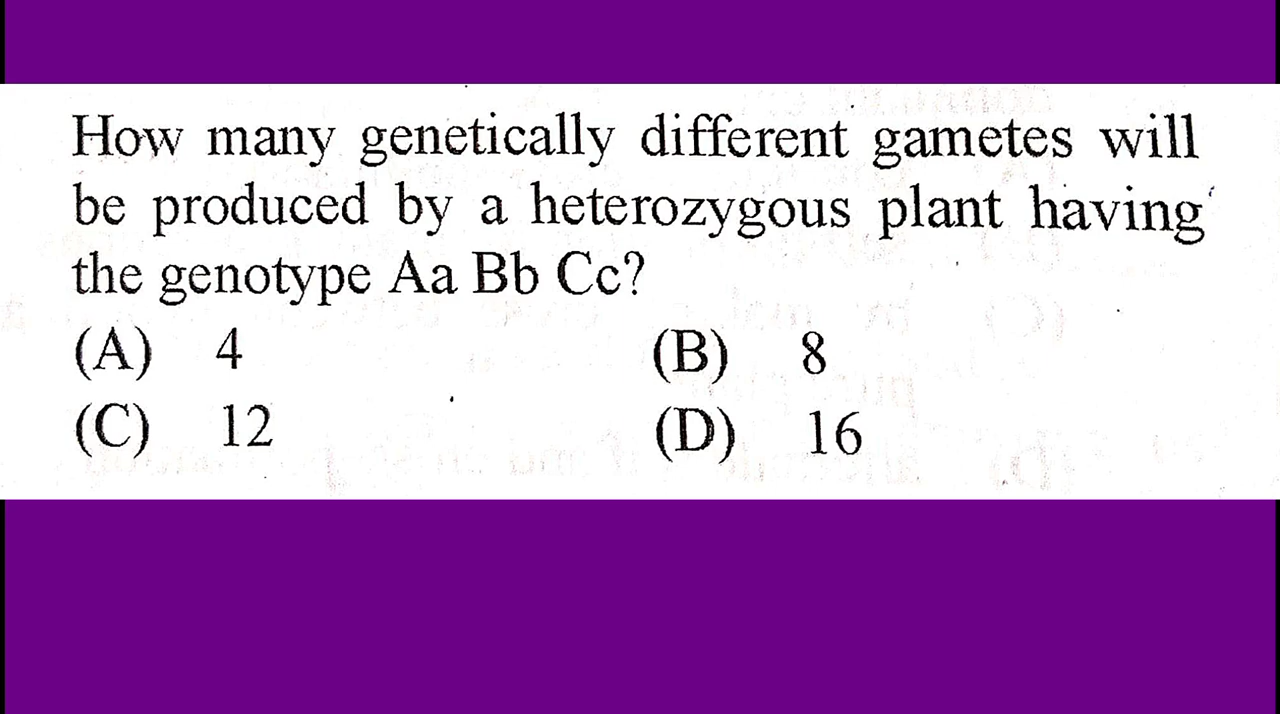 How many genetically different gametes will
be produced by a heterozygous plant having
the genotype Aa Bb Cc?
(A) 4 (B) 8
(C) 12 (D) 16